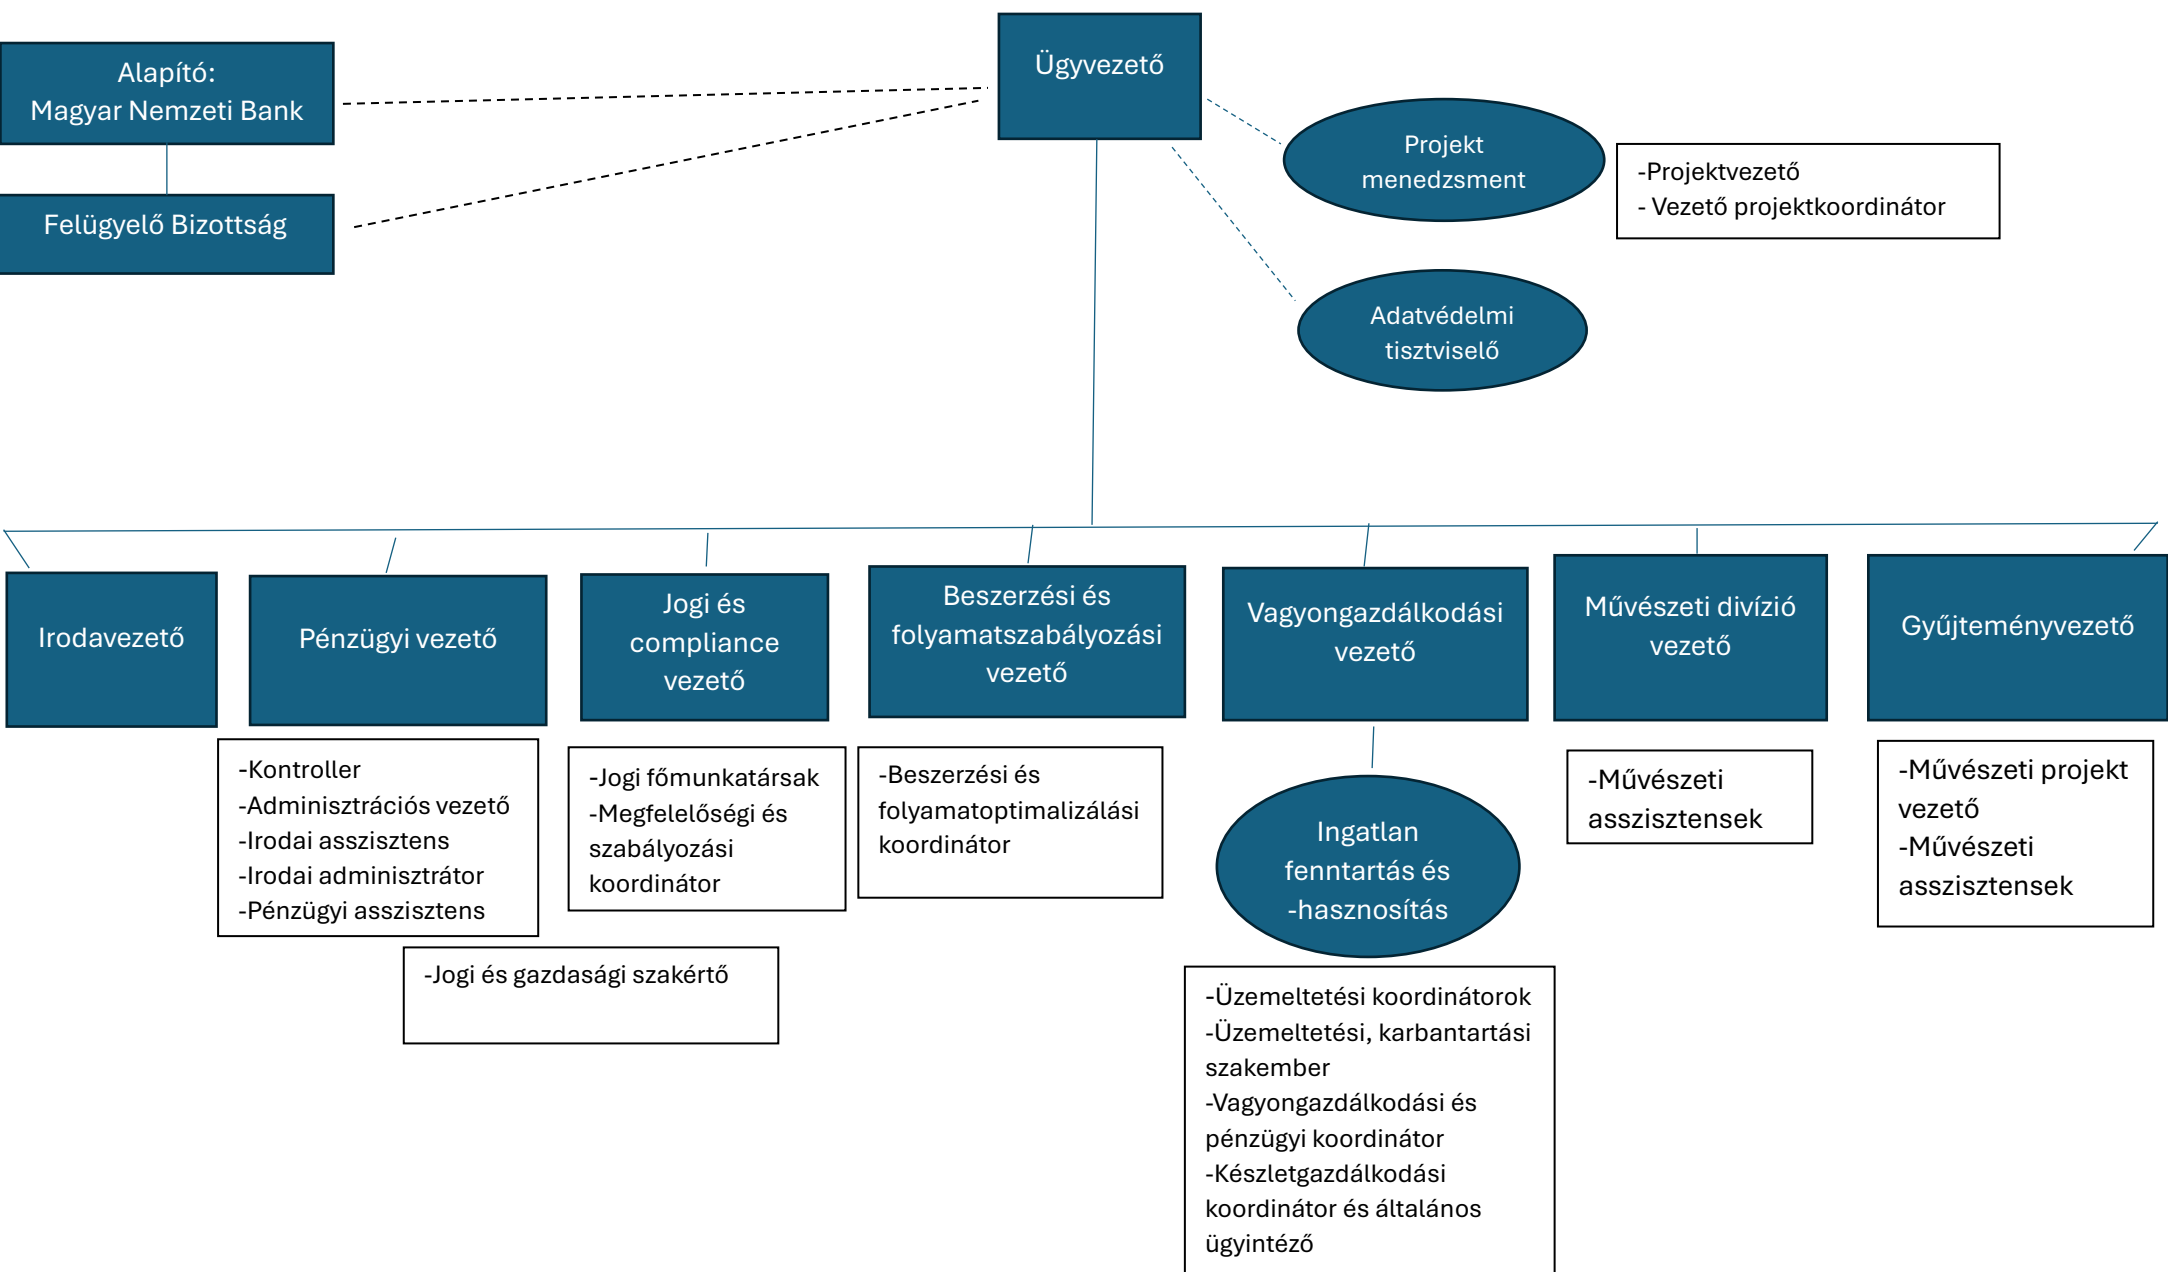 Alapító:
Magyar Nemzeti Bank
Felügyelő Bizottság
Ügyvezető
Projekt
menedzsment
-Projektvezető
- Vezető projektkoordinátor
Adatvédelmi
tisztviselő
Irodavezető
Pénzügyi vezető
-Kontroller
-Adminisztrációs vezető
-Irodai asszisztens
-Irodai adminisztrátor
-Pénzügyi asszisztens
Jogi és
compliance
vezető
-Jogi főmunkatársak
-Megfelelőségi és
szabályozási
koordinátor
-Jogi és gazdasági szakértő
Beszerzési és
folyamatszabályozási
vezető
-Beszerzési és
folyamatoptimalizálási
koordinátor
Vagyongazdálkodási
vezető
Ingatlan
fenntartás és
-hasznosítás
-Üzemeltetési koordinátorok
-Üzemeltetési, karbantartási
szakember
-Vagyongazdálkodási és
pénzügyi koordinátor
-Készletgazdálkodási
koordinátor és általános
ügyintéző
Művészeti divízió
vezető
-Művészeti
asszisztensek
Gyűjteményvezető
-Művészeti projekt
vezető
-Művészeti
asszisztensek